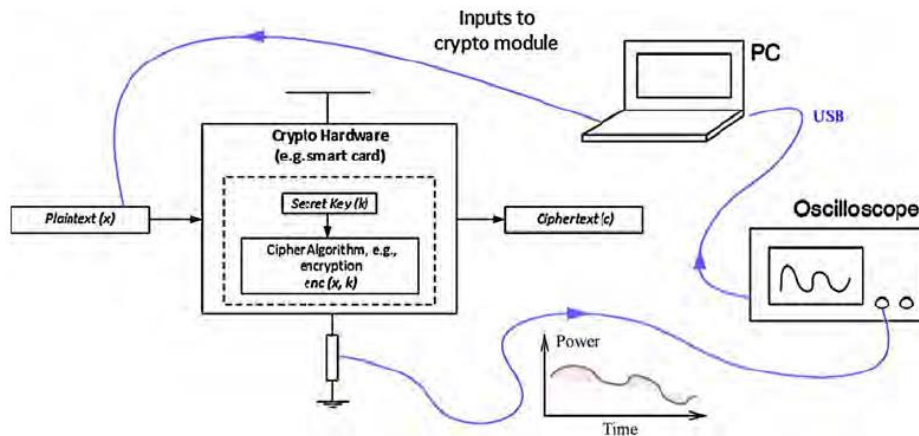 Inputs to
crypto module
PC
USB
Crypto Hardware
(e.g. smart card)
Plaintext (x)
Secret Key (k)
Cipher Algorithm, e.g.,
encryption
enc (x, k)
Ciphertext (c)
Oscilloscope
Power
Time